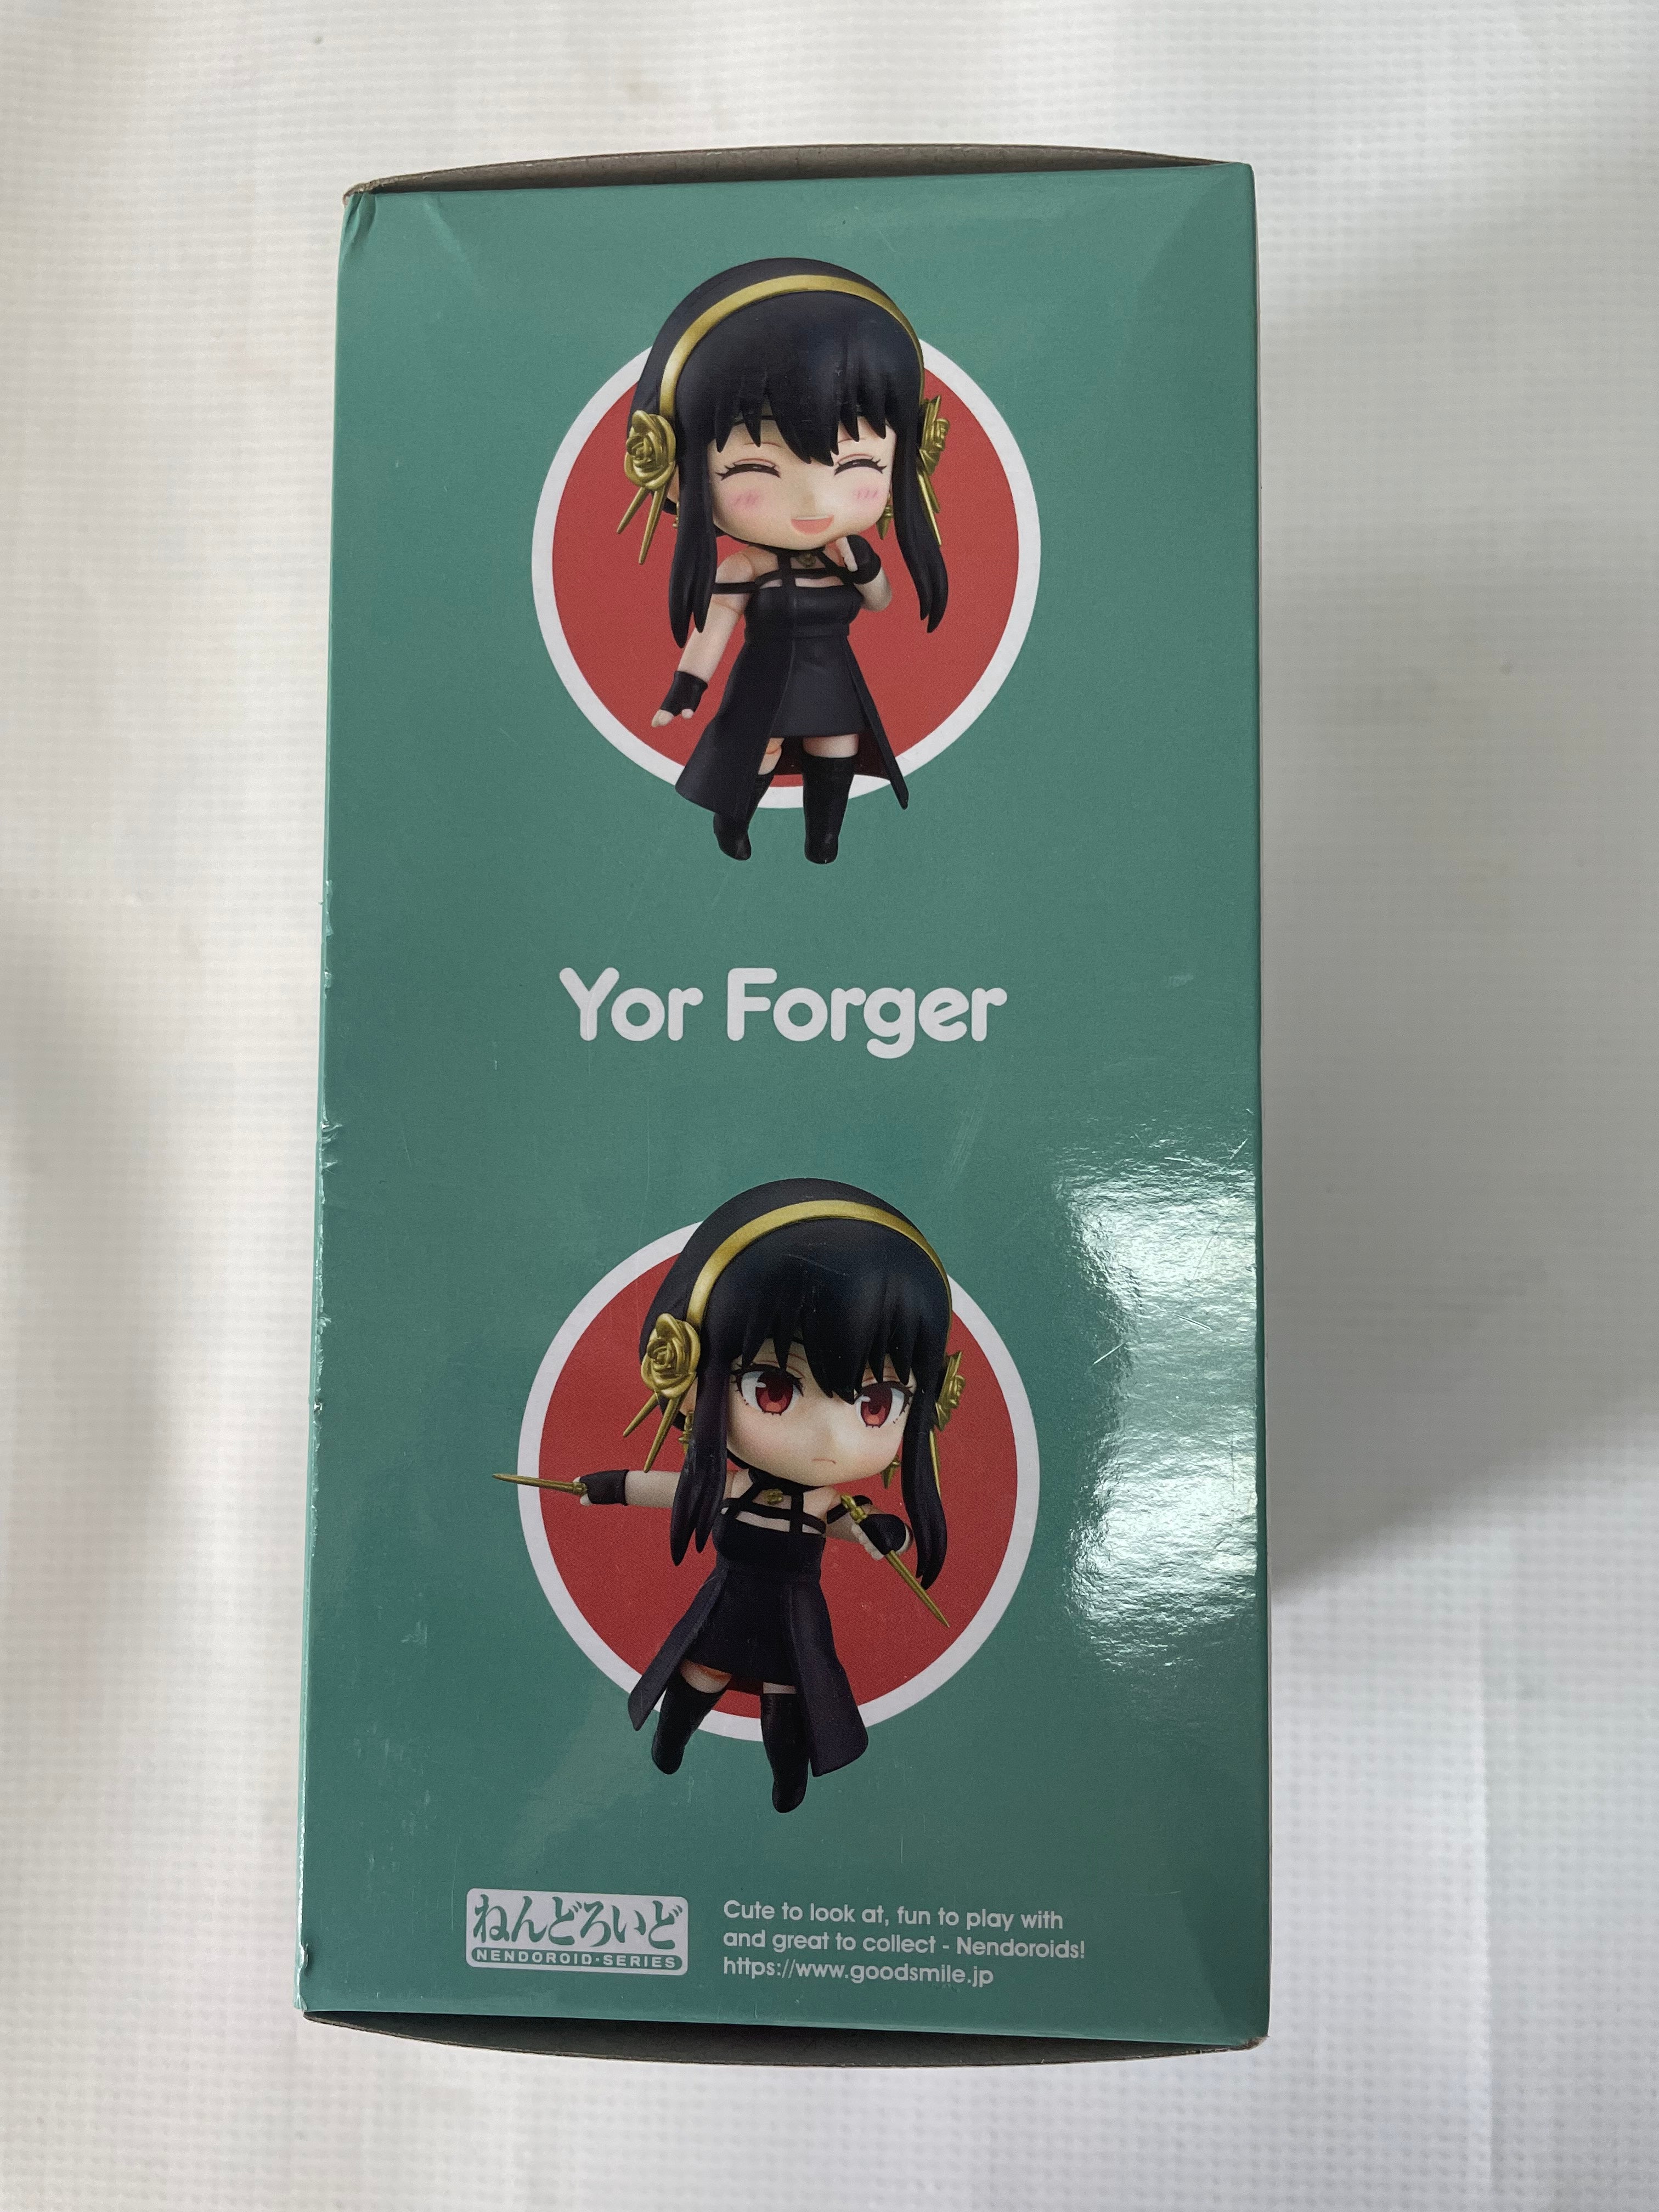 Yor Forger
ねんどろいど
NENDOROID·SERIES
Cute to look at, fun to play with
and great to collect - Nendoroids!
https://www.goodsmile.jp